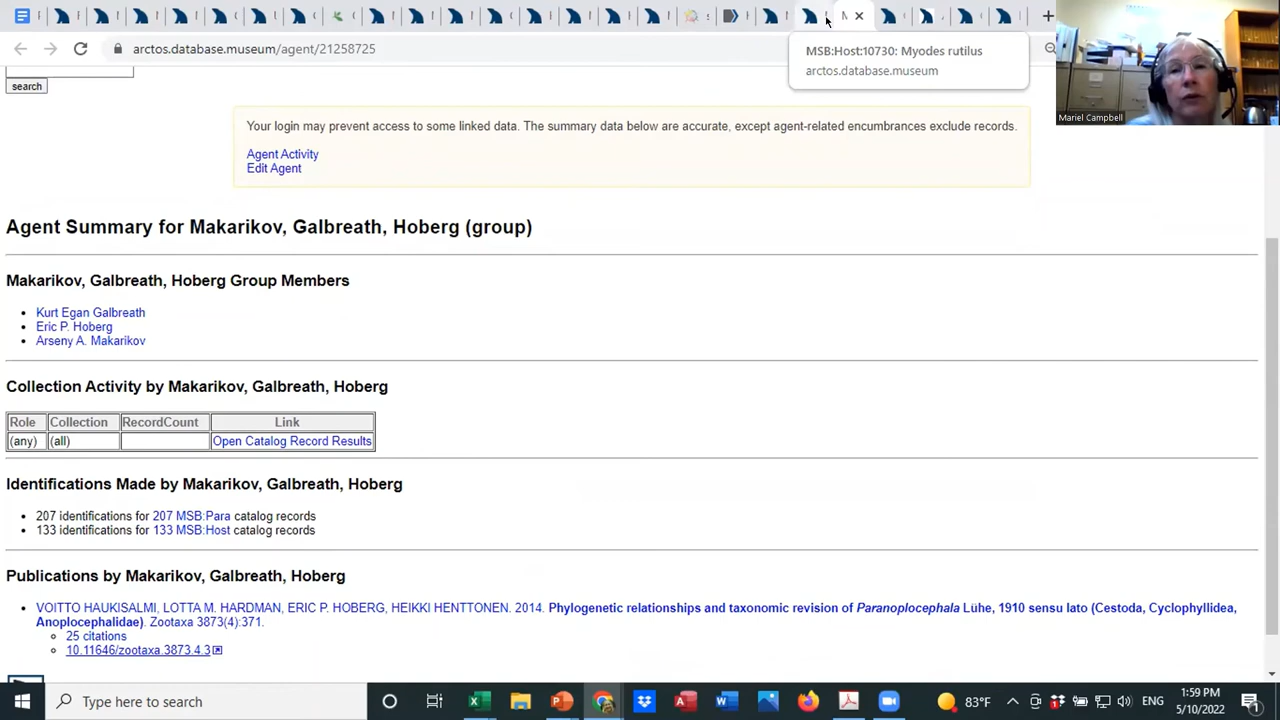 arctos.database.museum/agent/21258725
MSB:Host:10730: Myodes rutilus
arctos.database.museum
search
Mariel Campbell
Your login may prevent access to some linked data. The summary data below are accurate, except agent-related encumbrances exclude records.
Agent Activity
Edit Agent
Agent Summary for Makarikov, Galbreath, Hoberg (group)
Makarikov, Galbreath, Hoberg Group Members
Kurt Egan Galbreath
Eric P. Hoberg
Arseny A. Makarikov
Collection Activity by Makarikov, Galbreath, Hoberg
Role Collection RecordCount Link
(any) (all) Open Catalog Record Results
Identifications Made by Makarikov, Galbreath, Hoberg
207 identifications for 207 MSB:Para catalog records
133 identifications for 133 MSB:Host catalog records
Publications by Makarikov, Galbreath, Hoberg
VOITTO HAUKISALMI, LOTTA M. HARDMAN, ERIC P. HOBERG, HEIKKI HENTTONEN. 2014. Phylogenetic relationships and taxonomic revision of Paranoplocephala Lühe, 1910 sensu lato (Cestoda, Cyclophyllidea,
Anoplocephalidae). Zootaxa 3873(4):371.
25 citations
10.11646/zootaxa.3873.4.3
Type here to search
83°F
ENG
1:59 PM
5/10/2022